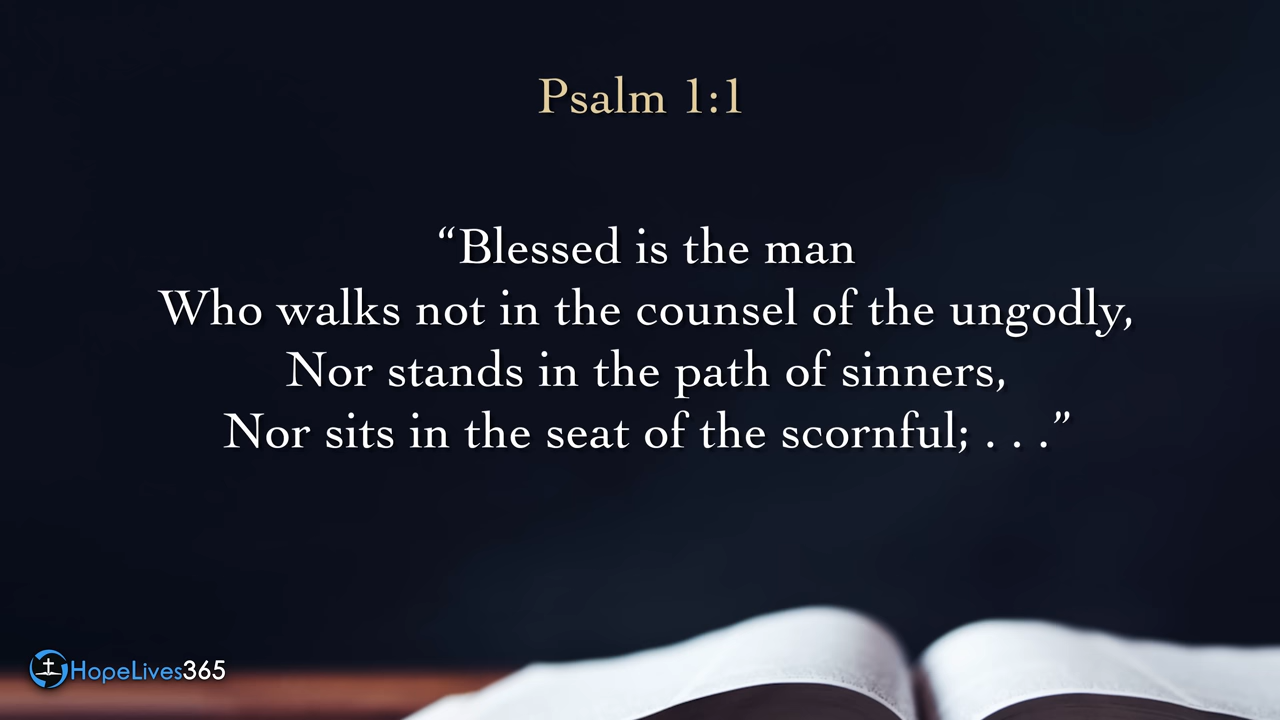 Psalm 1:1
“Blessed is the man
Who walks not in the counsel of the ungodly,
Nor stands in the path of sinners,
Nor sits in the seat of the scornful; . . .”
HopeLives365